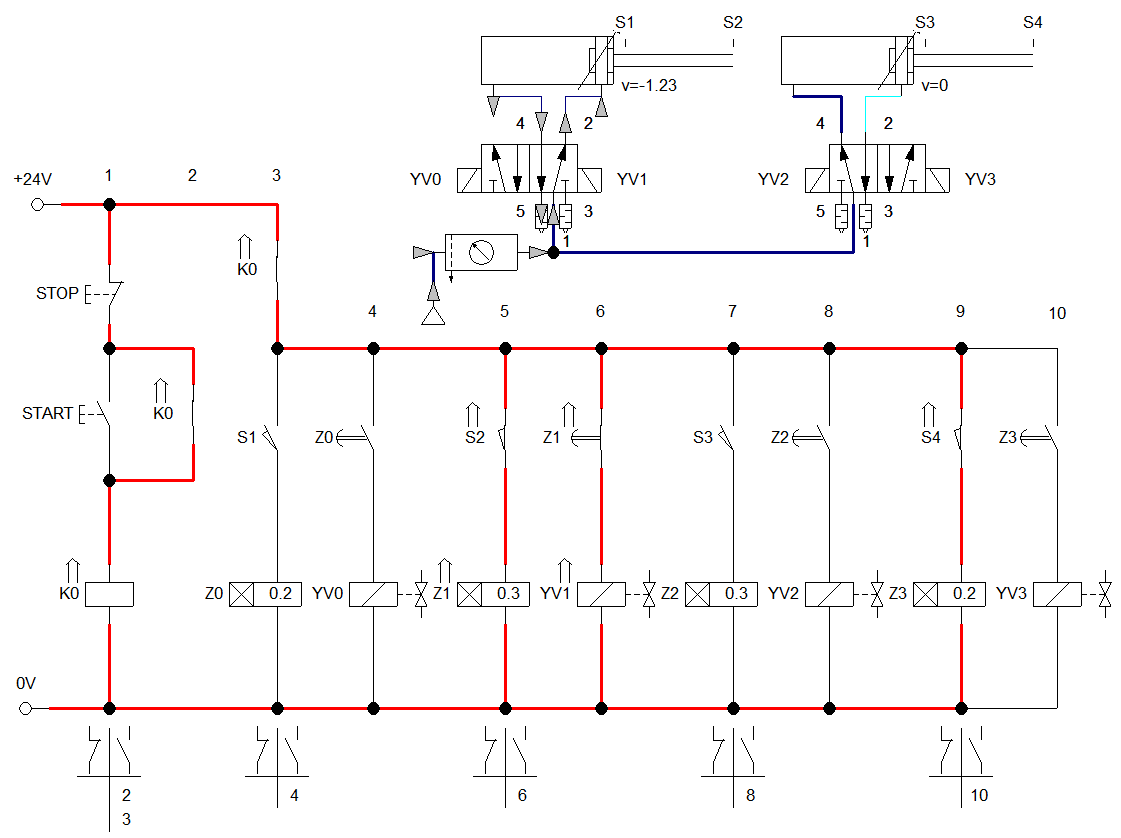 S1 S2 S3 S4
v=-1.23 v=0
4 2 4 2
YV0 YV1 YV2 YV3
5 3 5 3
1 1
+24V 1 2 3
K0
STOP
4 5 6 7 8 9 10
START K0 S1 Z0 S2 Z1 S3 Z2 S4 Z3
K0 Z0 0.2 YV0 Z1 0.3 YV1 Z2 0.3 YV2 Z3 0.2 YV3
0V
2 4 6 8 10
3